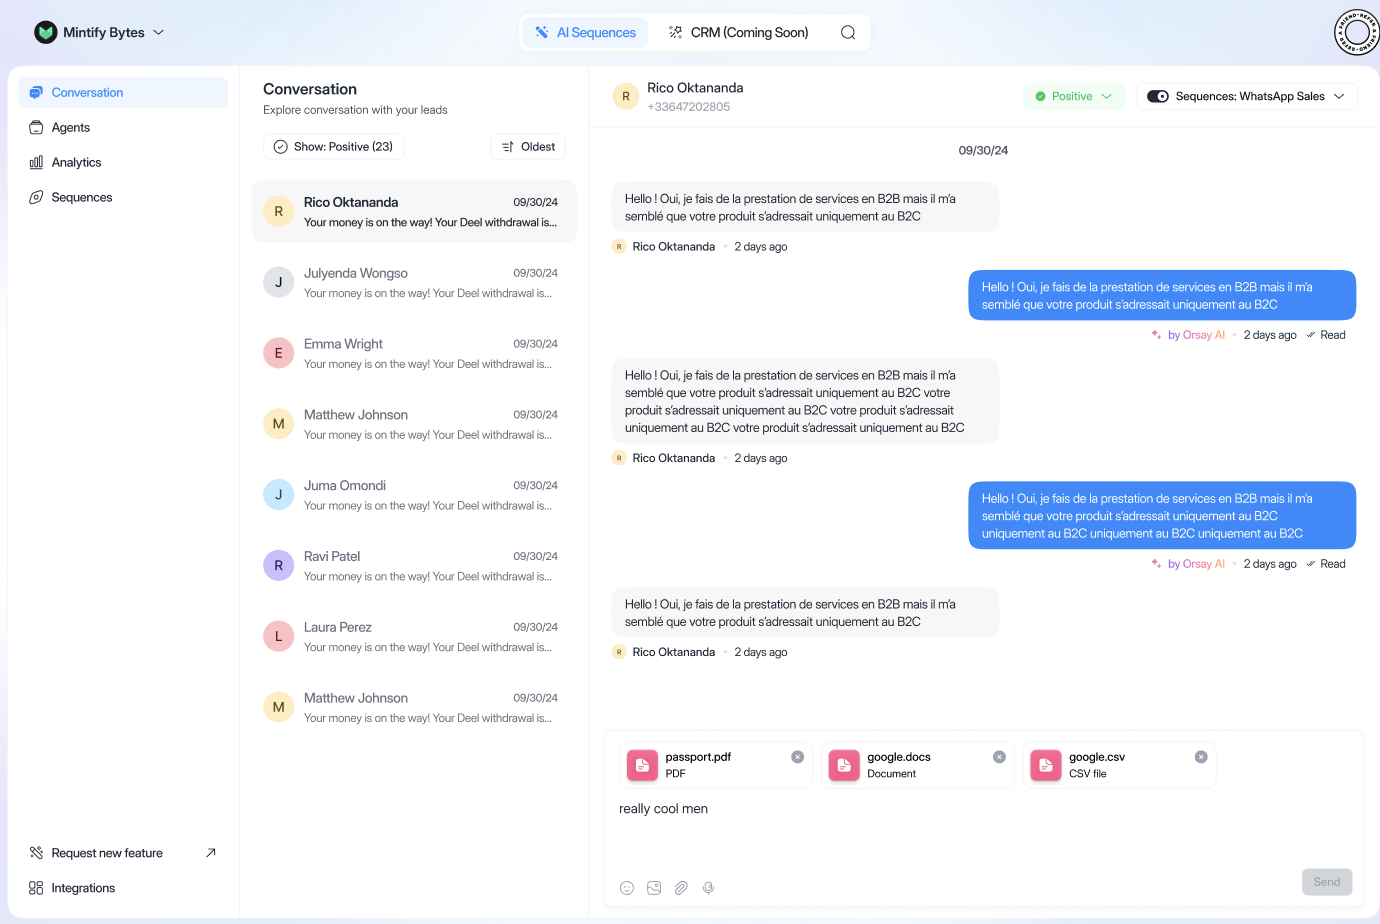 Mintify Bytes
AI Sequences
CRM (Coming Soon)
REFER A FRIEND
Conversation
Agents
Analytics
Sequences
Request new feature
Integrations
Conversation
Explore conversation with your leads
Show: Positive (23)
Oldest
R
Rico Oktananda
09/30/24
Your money is on the way! Your Deel withdrawal is...
J
Julyenda Wongso
09/30/24
Your money is on the way! Your Deel withdrawal is...
E
Emma Wright
09/30/24
Your money is on the way! Your Deel withdrawal is...
M
Matthew Johnson
09/30/24
Your money is on the way! Your Deel withdrawal is...
J
Juma Omondi
09/30/24
Your money is on the way! Your Deel withdrawal is...
R
Ravi Patel
09/30/24
Your money is on the way! Your Deel withdrawal is...
L
Laura Perez
09/30/24
Your money is on the way! Your Deel withdrawal is...
M
Matthew Johnson
09/30/24
Your money is on the way! Your Deel withdrawal is...
R
Rico Oktananda
+33647202805
Positive
Sequences: WhatsApp Sales
09/30/24
Hello ! Oui, je fais de la prestation de services en B2B mais il m’a
semblé que votre produit s’adressait uniquement au B2C
R Rico Oktananda • 2 days ago
Hello ! Oui, je fais de la prestation de services en B2B mais il m’a
semblé que votre produit s’adressait uniquement au B2C
by Orsay AI • 2 days ago Read
Hello ! Oui, je fais de la prestation de services en B2B mais il m’a
semblé que votre produit s’adressait uniquement au B2C votre
produit s’adressait uniquement au B2C votre produit s’adressait
uniquement au B2C votre produit s’adressait uniquement au B2C
R Rico Oktananda • 2 days ago
Hello ! Oui, je fais de la prestation de services en B2B mais il m’a
semblé que votre produit s’adressait uniquement au B2C
uniquement au B2C uniquement au B2C uniquement au B2C
by Orsay AI • 2 days ago Read
Hello ! Oui, je fais de la prestation de services en B2B mais il m’a
semblé que votre produit s’adressait uniquement au B2C
R Rico Oktananda • 2 days ago
passport.pdf
PDF
google.docs
Document
google.csv
CSV file
really cool men
Send